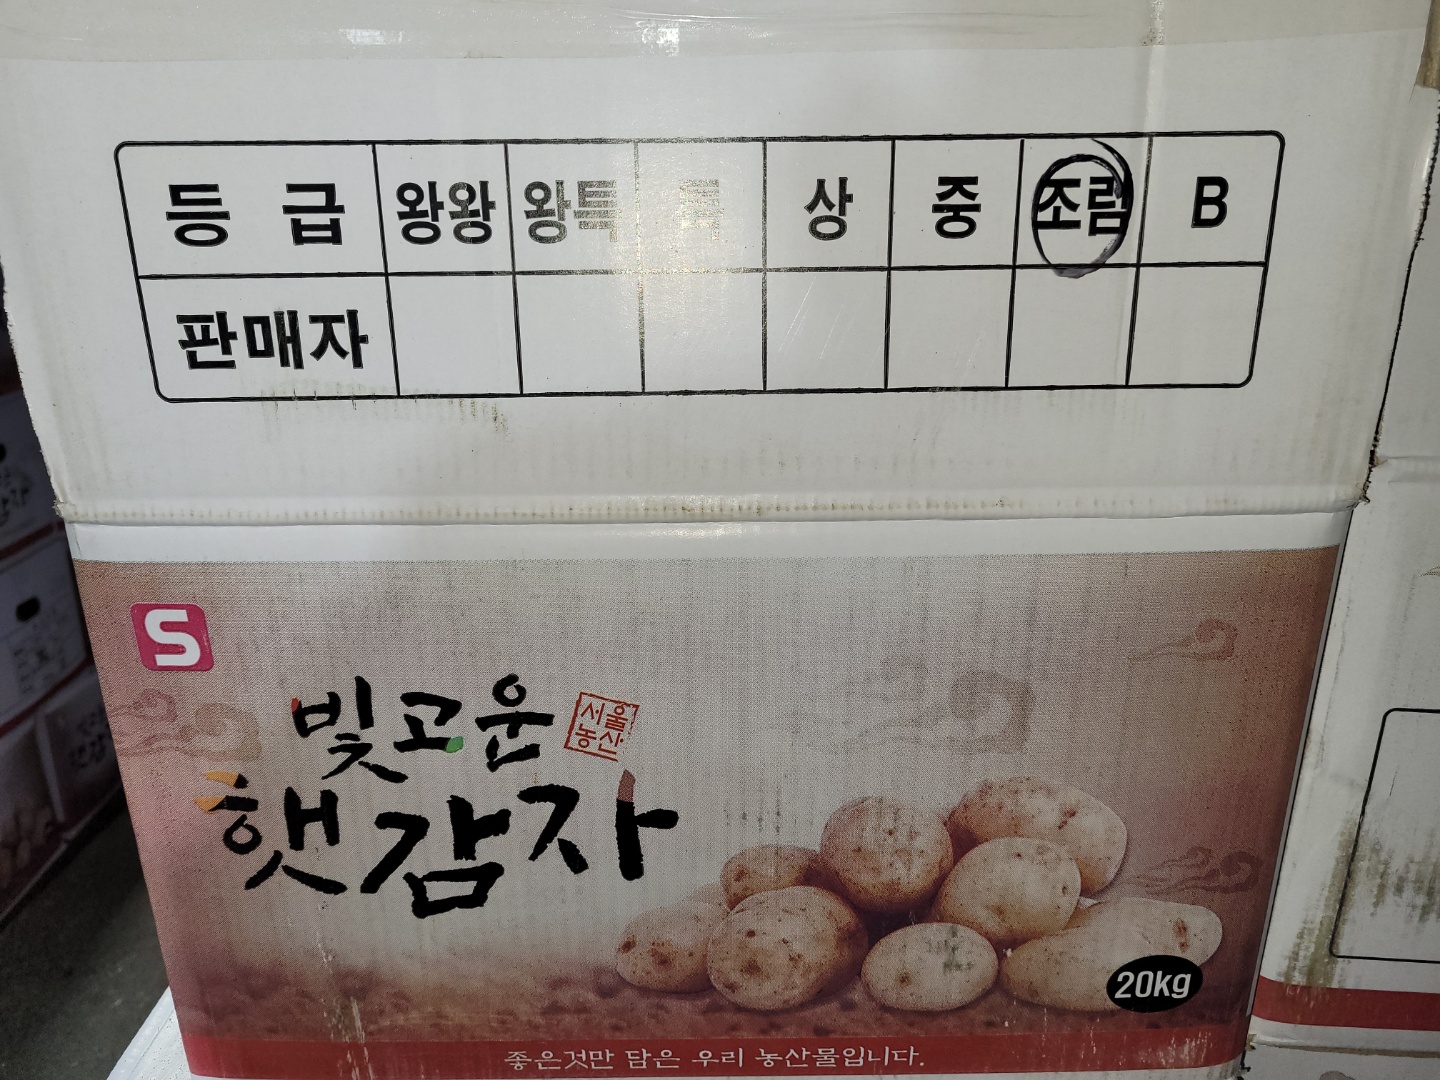 등급 왕왕 왕특 특 상 중 조림 B
판매자
S
빛고운
서울
농산
햇감자
20kg
좋은것만 담은 우리 농산물입니다.